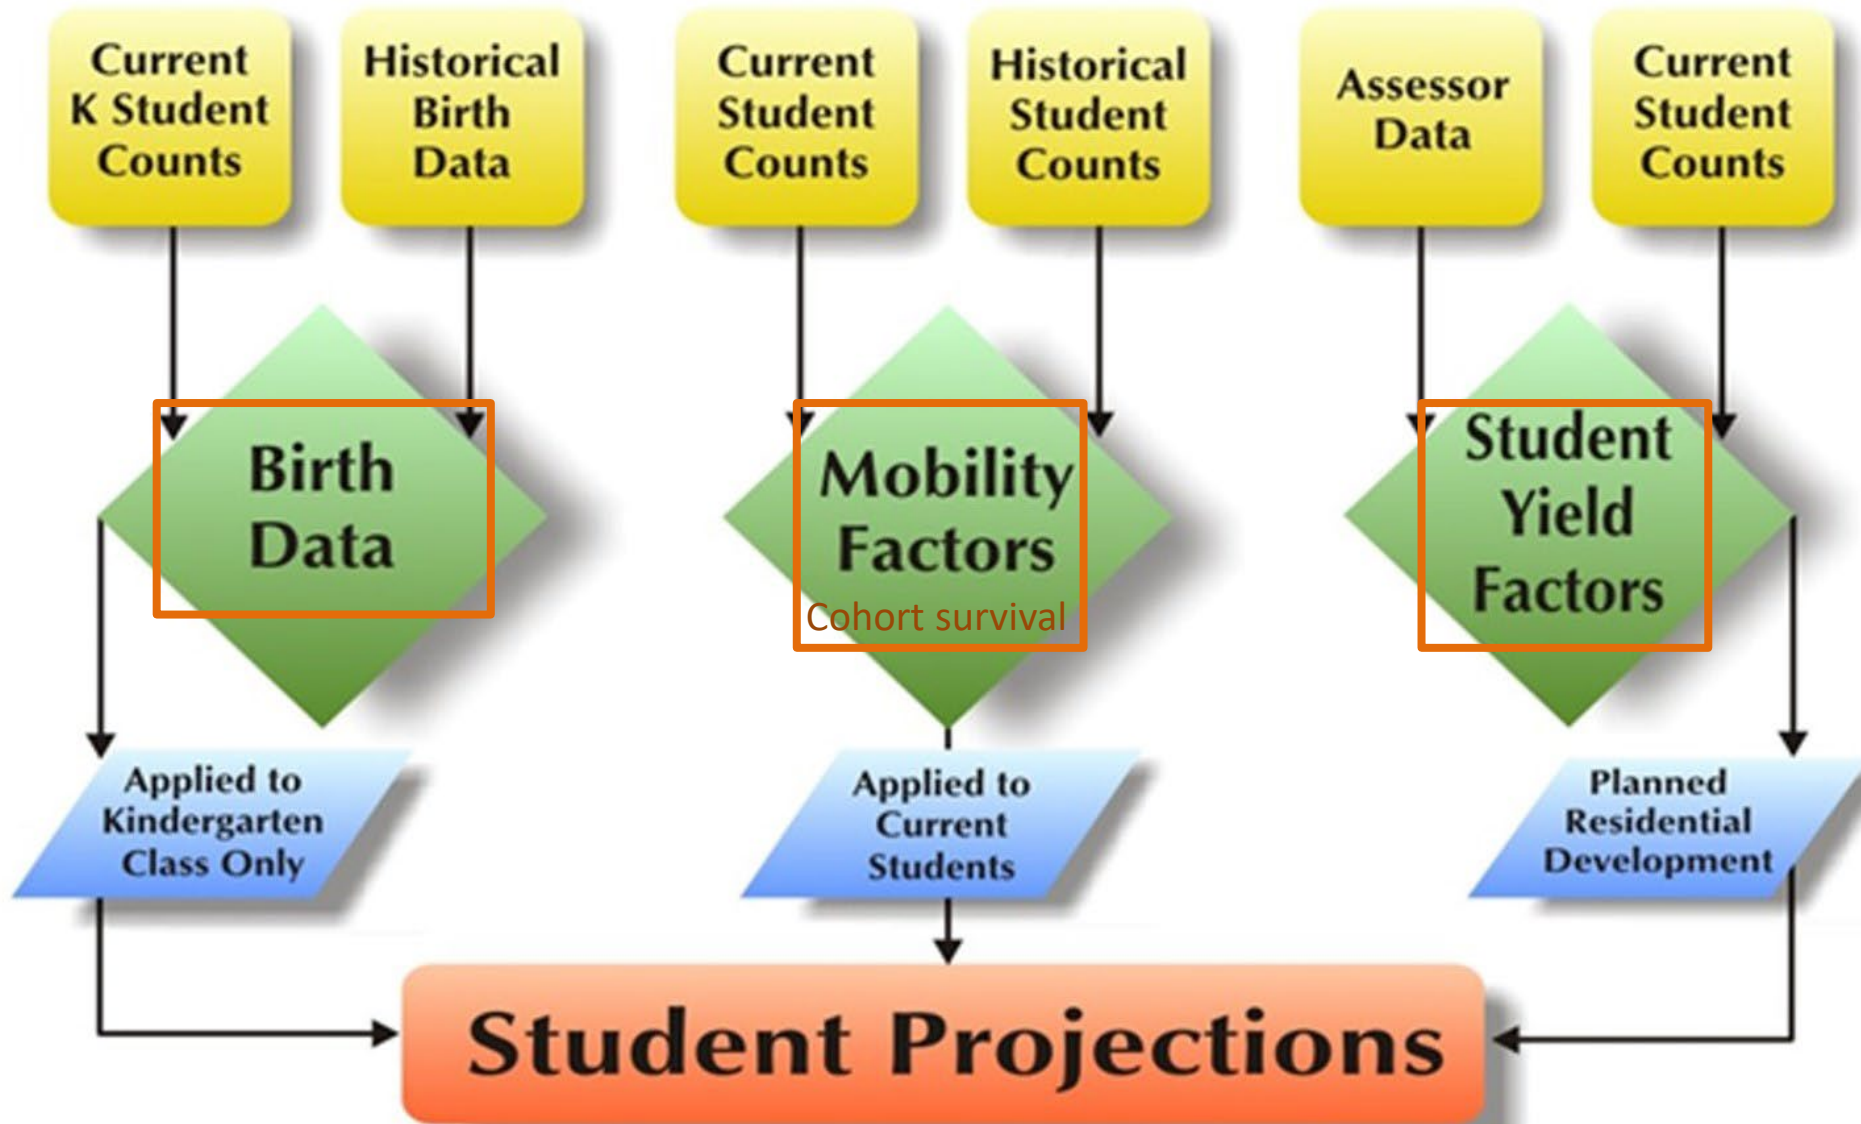 Current
K Student
Counts
Historical
Birth
Data
Current
Student
Counts
Historical
Student
Counts
Assessor
Data
Current
Student
Counts
Birth
Data
Mobility
Factors
Cohort survival
Student
Yield
Factors
Applied to
Kindergarten
Class Only
Applied to
Current
Students
Planned
Residential
Development
Student Projections